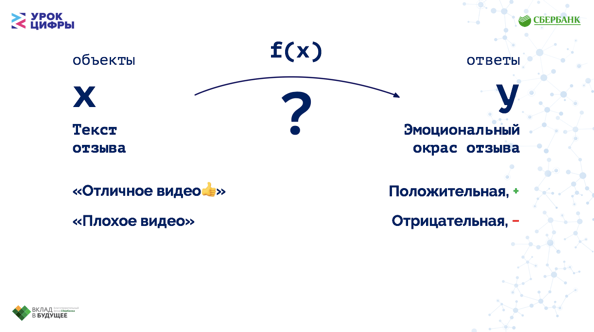 УРОК
ЦИФРЫ
СБЕРБАНК
объекты
f(x)
ответы
x
?
y
Текст
отзыва
Эмоциональный
окрас отзыва
«Отличное видео👍»
Положительная, +
«Плохое видео»
Отрицательная, −
ВКЛАД
В БУДУЩЕЕ